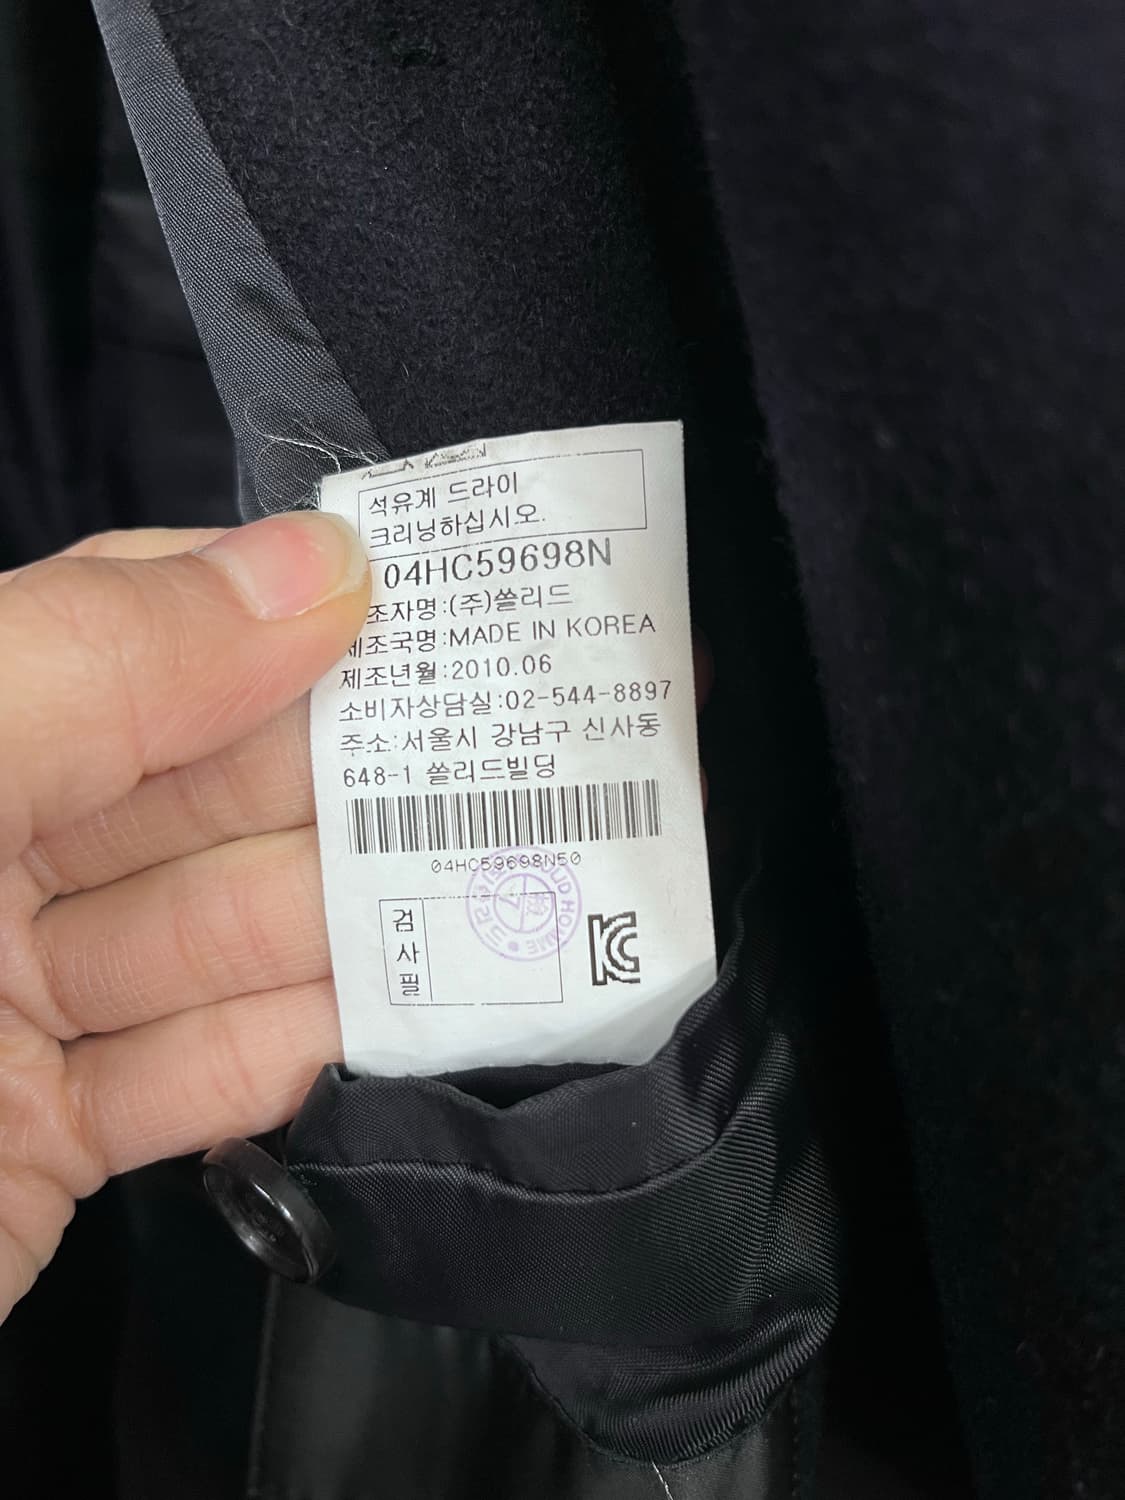 석유계 드라이
크리닝하십시오.
04HC59698N
조자명:(주)쏠리드
제조국명:MADE IN KOREA
제조년월:2010.06
소비자상담실:02-544-8897
주소:서울시 강남구 신사동
648-1 쏠리드빌딩
04HC59698N50
OUD HOMME
검
사
필
KC